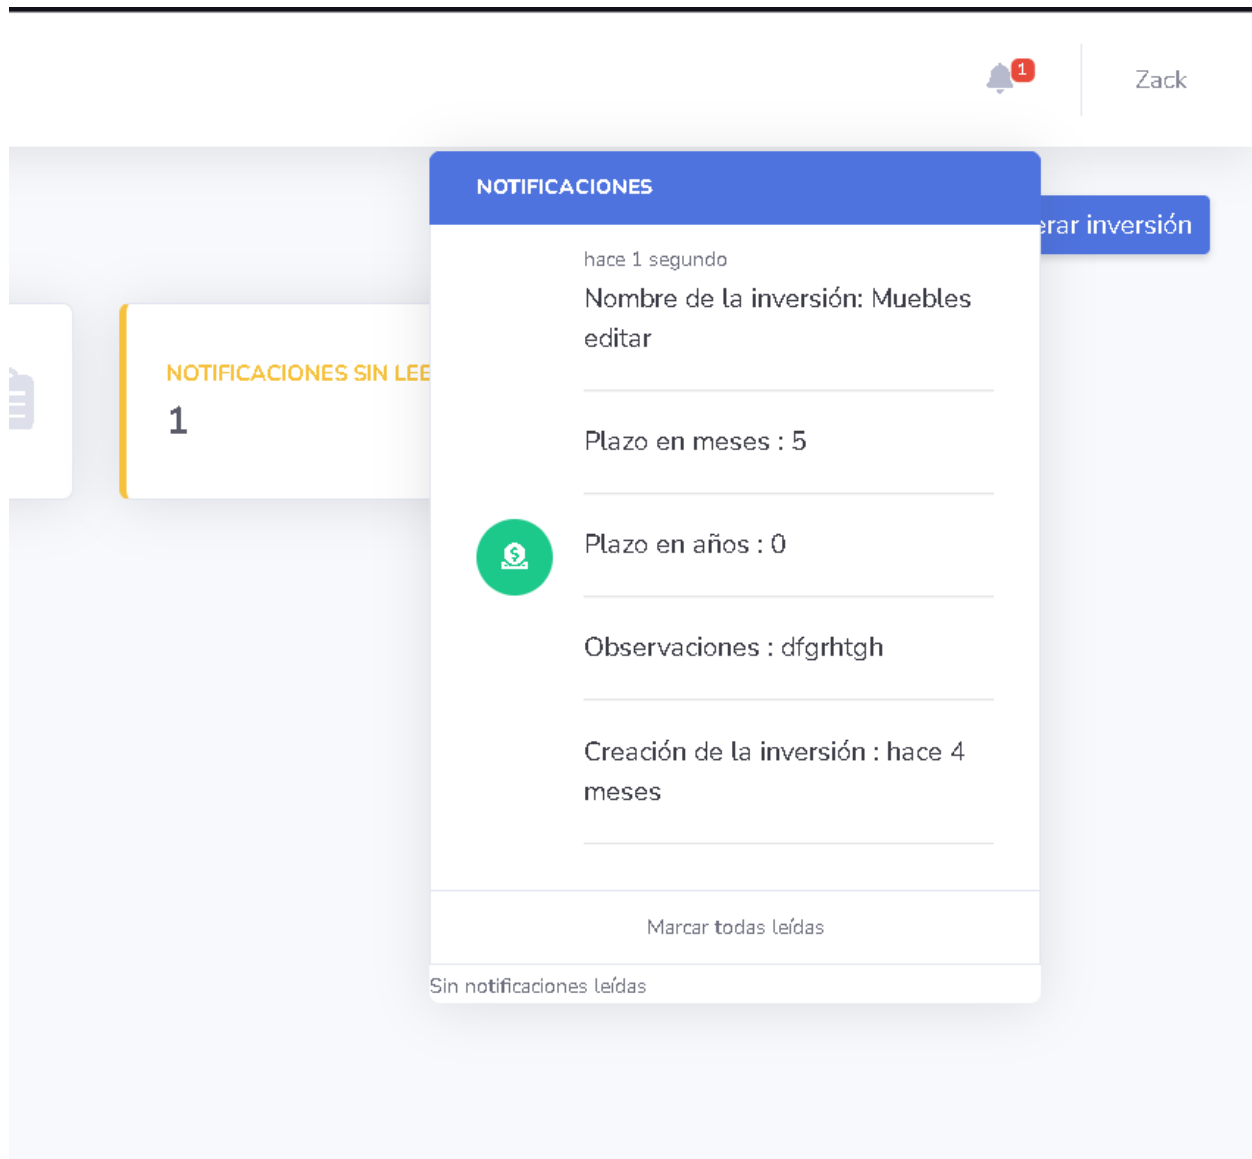 1
Zack
NOTIFICACIONES
erar inversión
hace 1 segundo
Nombre de la inversión: Muebles
editar
NOTIFICACIONES SIN LEE
1
Plazo en meses : 5
Plazo en años : 0
Observaciones : dfgrhtgh
Creación de la inversión : hace 4
meses
Marcar todas leídas
Sin notificaciones leídas